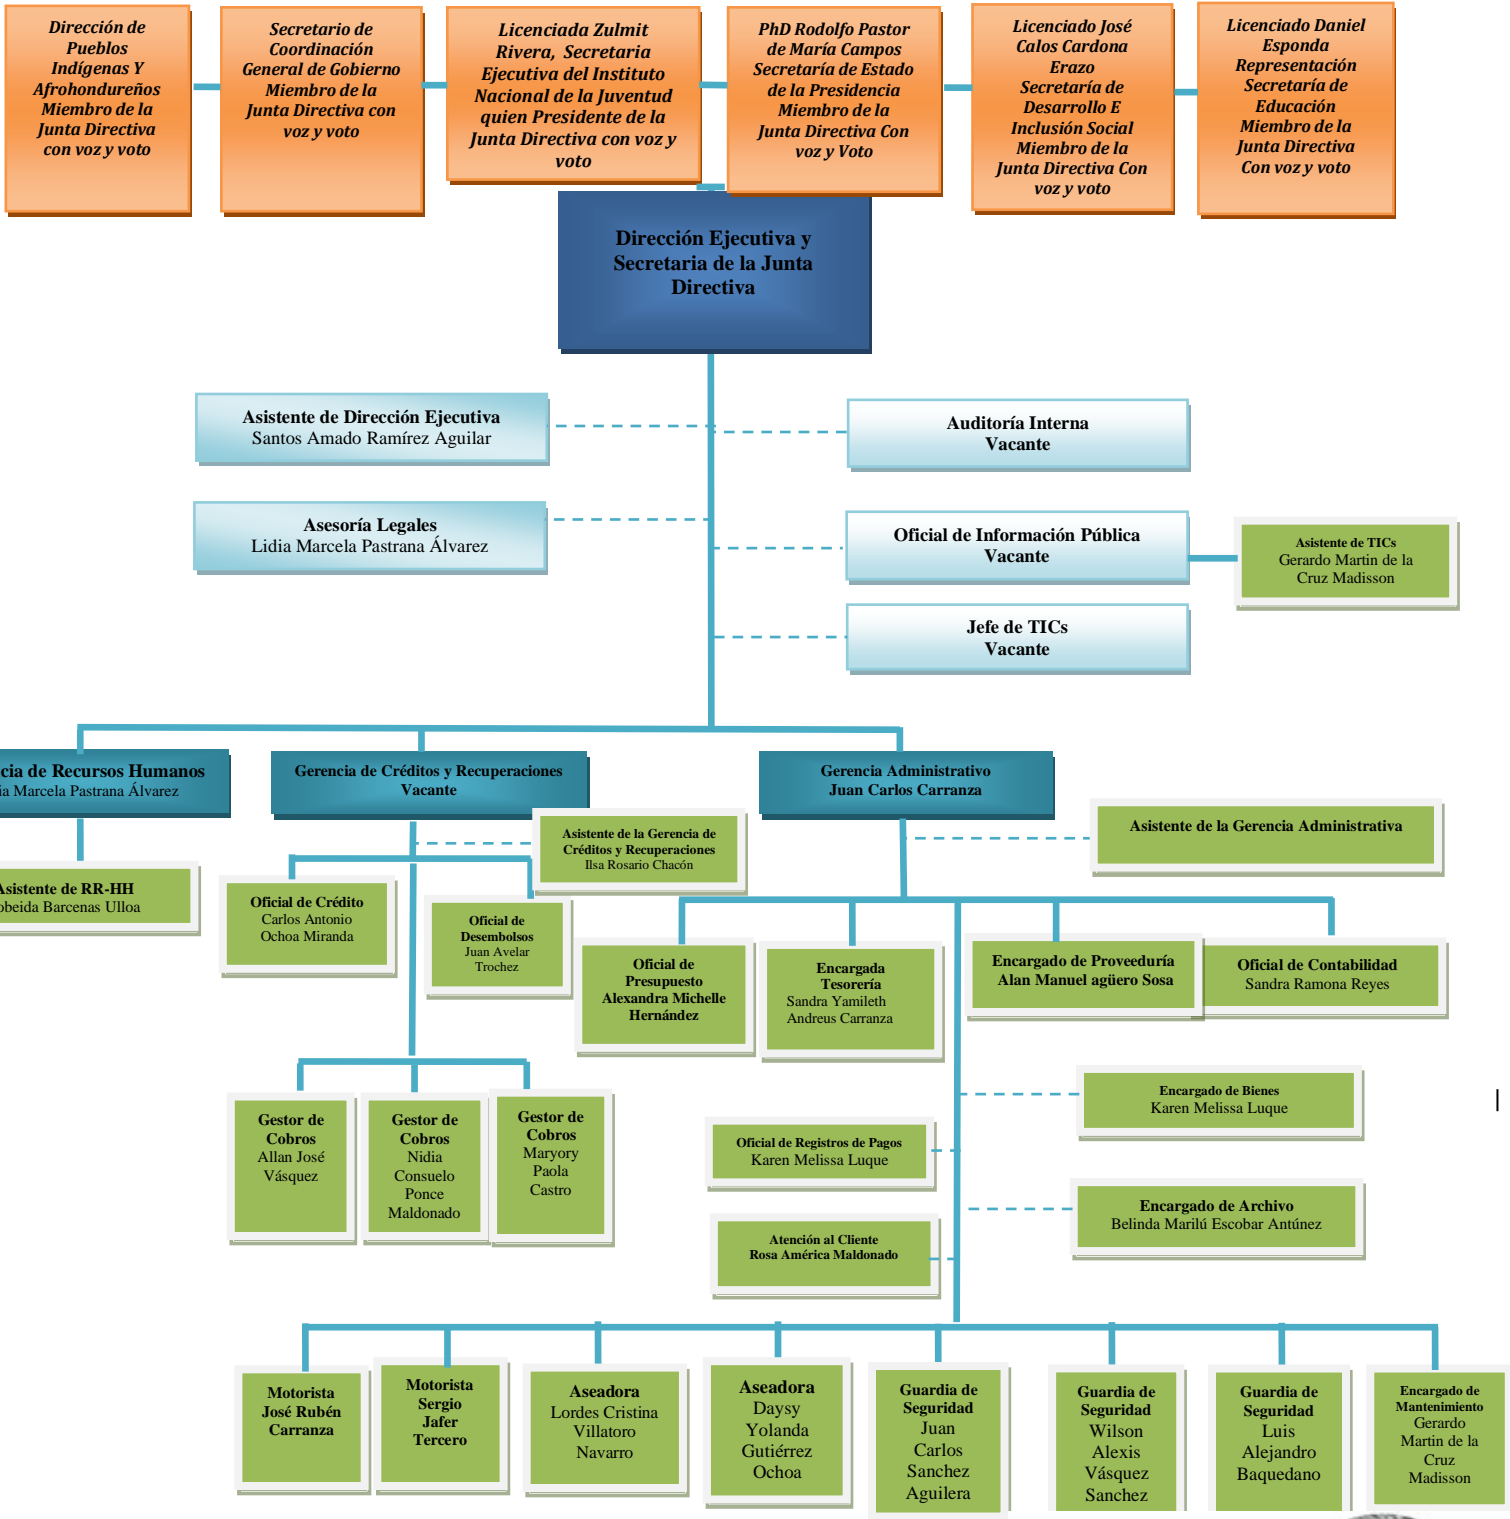 Dirección de
Pueblos
Indígenas Y
Afrohondureños
Miembro de la
Junta Directiva
con voz y voto
Secretario de
Coordinación
General de Gobierno
Miembro de la
Junta Directiva con
voz y voto
Licenciada Zulmit
Rivera, Secretaria
Ejecutiva del Instituto
Nacional de la Juventud
quien Presidente de la
Junta Directiva con voz y
voto
PhD Rodolfo Pastor
de María Campos
Secretaría de Estado
de la Presidencia
Miembro de la
Junta Directiva Con
voz y Voto
Licenciado José
Calos Cardona
Erazo
Secretaría de
Desarrollo E
Inclusión Social
Miembro de la
Junta Directiva Con
voz y voto
Licenciado Daniel
Esponda
Representación
Secretaría de
Educación
Miembro de la
Junta Directiva
Con voz y voto
Dirección Ejecutiva y
Secretaria de la Junta
Directiva
Asistente de Dirección Ejecutiva
Santos Amado Ramírez Aguilar
Auditoría Interna
Vacante
Asesoría Legales
Lidia Marcela Pastrana Álvarez
Oficial de Información Pública
Vacante
Asistente de TICs
Gerardo Martin de la
Cruz Madisson
Jefe de TICs
Vacante
cia de Recursos Humanos
ia Marcela Pastrana Álvarez
Gerencia de Créditos y Recuperaciones
Vacante
Gerencia Administrativo
Juan Carlos Carranza
Asistente de la Gerencia de
Créditos y Recuperaciones
Ilsa Rosario Chacón
Asistente de la Gerencia Administrativa
Asistente de RR-HH
obeida Barcenas Ulloa
Oficial de Crédito
Carlos Antonio
Ochoa Miranda
Oficial de
Desembolsos
Juan Avelar
Trochez
Oficial de
Presupuesto
Alexandra Michelle
Hernández
Encargada
Tesorería
Sandra Yamileth
Andreus Carranza
Encargado de Proveeduría
Alan Manuel agüero Sosa
Oficial de Contabilidad
Sandra Ramona Reyes
Gestor de
Cobros
Allan José
Vásquez
Gestor de
Cobros
Nidia
Consuelo
Ponce
Maldonado
Gestor de
Cobros
Maryory
Paola
Castro
Encargado de Bienes
Karen Melissa Luque
Oficial de Registros de Pagos
Karen Melissa Luque
Encargado de Archivo
Belinda Marilú Escobar Antúnez
Atención al Cliente
Rosa América Maldonado
Motorista
José Rubén
Carranza
Motorista
Sergio
Jafer
Tercero
Aseadora
Lordes Cristina
Villatoro
Navarro
Aseadora
Daysy
Yolanda
Gutiérrez
Ochoa
Guardia de
Seguridad
Juan
Carlos
Sanchez
Aguilera
Guardia de
Seguridad
Wilson
Alexis
Vásquez
Sanchez
Guardia de
Seguridad
Luis
Alejandro
Baquedano
Encargado de
Mantenimiento
Gerardo
Martin de la
Cruz
Madisson